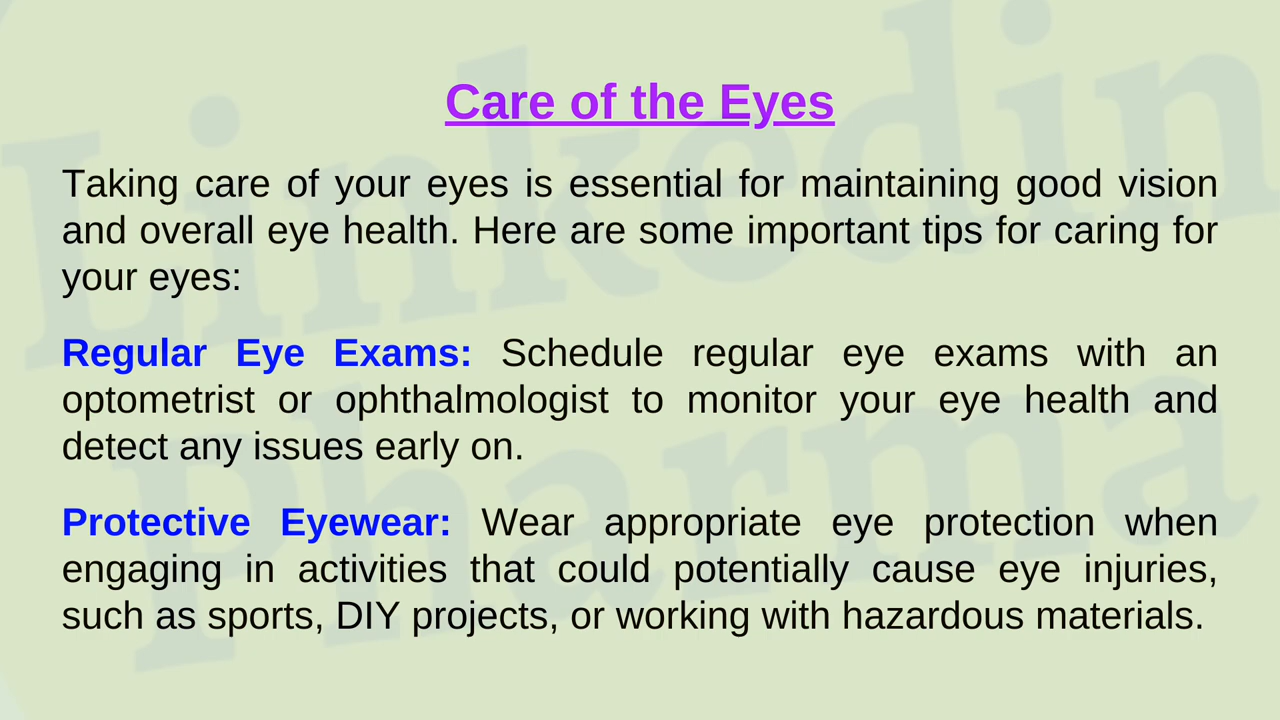 Care of the Eyes
Taking care of your eyes is essential for maintaining good vision
and overall eye health. Here are some important tips for caring for
your eyes:
Regular Eye Exams: Schedule regular eye exams with an
optometrist or ophthalmologist to monitor your eye health and
detect any issues early on.
Protective Eyewear: Wear appropriate eye protection when
engaging in activities that could potentially cause eye injuries,
such as sports, DIY projects, or working with hazardous materials.
Linkedin
Pharma